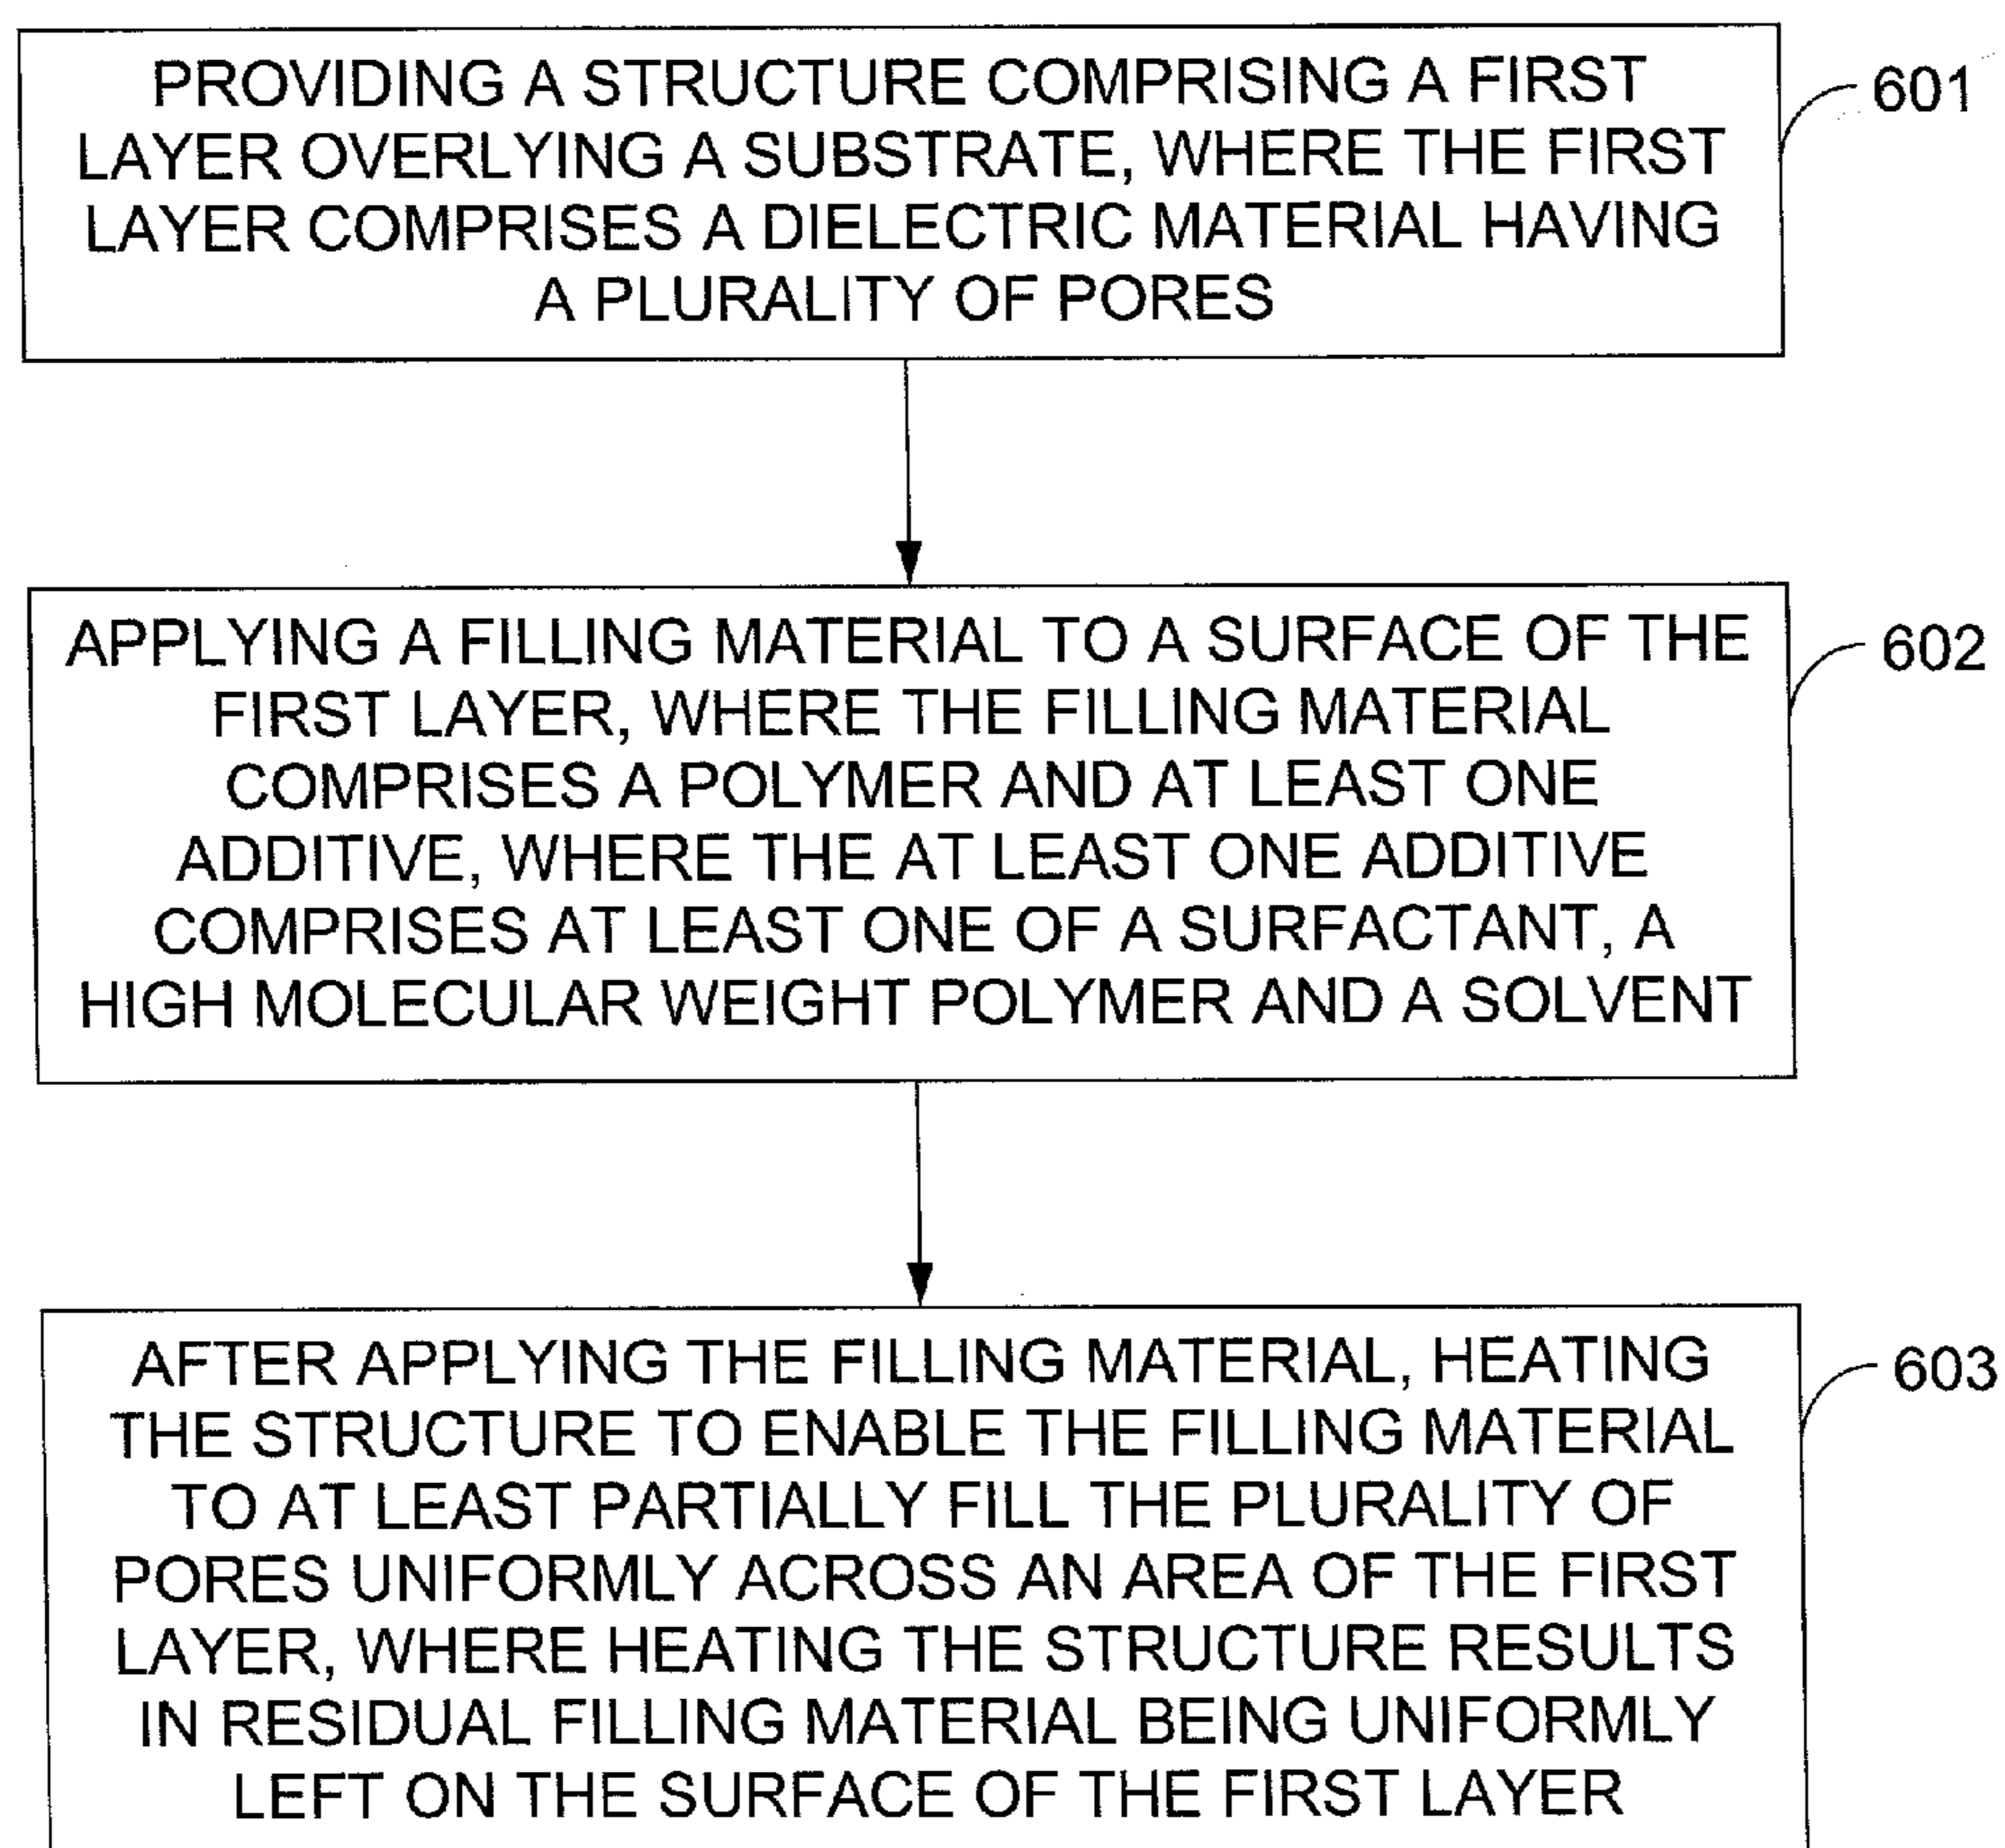 PROVIDING A STRUCTURE COMPRISING A FIRST
LAYER OVERLYING A SUBSTRATE, WHERE THE FIRST
LAYER COMPRISES A DIELECTRIC MATERIAL HAVING
A PLURALITY OF PORES
601
APPLYING A FILLING MATERIAL TO A SURFACE OF THE
FIRST LAYER, WHERE THE FILLING MATERIAL
COMPRISES A POLYMER AND AT LEAST ONE
ADDITIVE, WHERE THE AT LEAST ONE ADDITIVE
COMPRISES AT LEAST ONE OF A SURFACTANT, A
HIGH MOLECULAR WEIGHT POLYMER AND A SOLVENT
602
AFTER APPLYING THE FILLING MATERIAL, HEATING
THE STRUCTURE TO ENABLE THE FILLING MATERIAL
TO AT LEAST PARTIALLY FILL THE PLURALITY OF
PORES UNIFORMLY ACROSS AN AREA OF THE FIRST
LAYER, WHERE HEATING THE STRUCTURE RESULTS
IN RESIDUAL FILLING MATERIAL BEING UNIFORMLY
LEFT ON THE SURFACE OF THE FIRST LAYER
603